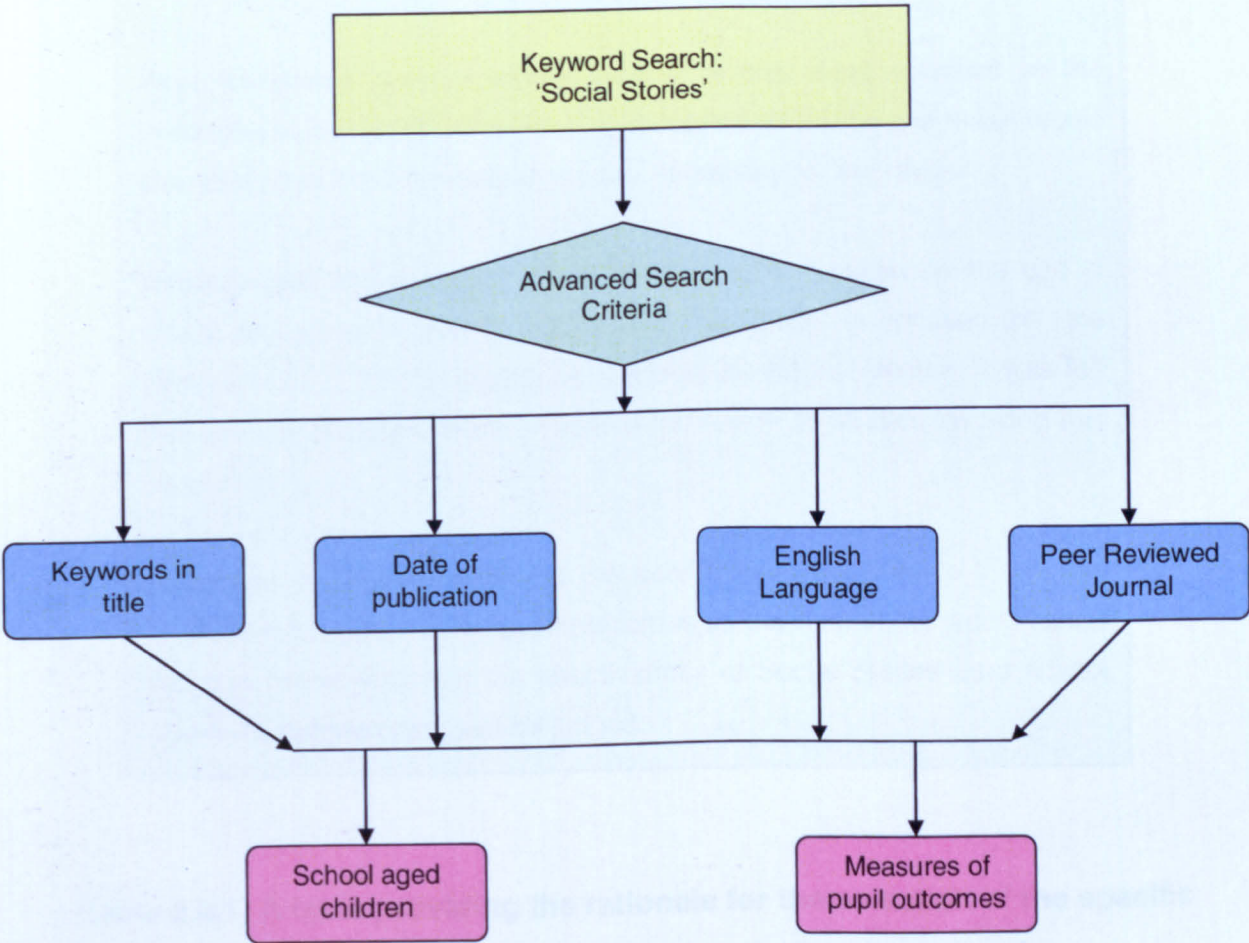 Keyword Search:
'Social Stories'
Advanced Search
Criteria
Keywords in
title
Date of
publication
English
Language
Peer Reviewed
Journal
School aged
children
Measures of
pupil outcomes